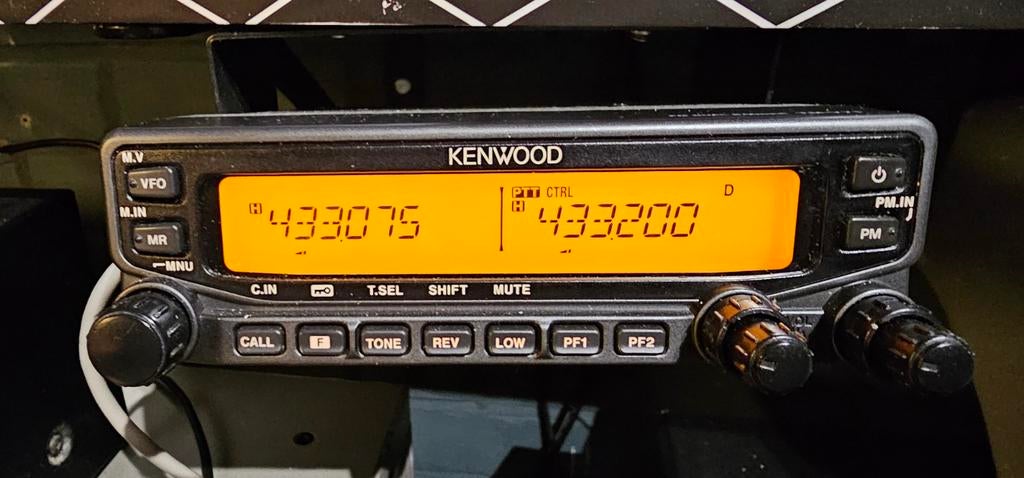 KENWOOD
M.V
VFO
M.IN
MR
MNU
H 433.075
PTT CTRL D
H 433.200
PM.IN
PM
C.IN T.SEL SHIFT MUTE
CALL F TONE REV LOW PF1 PF2